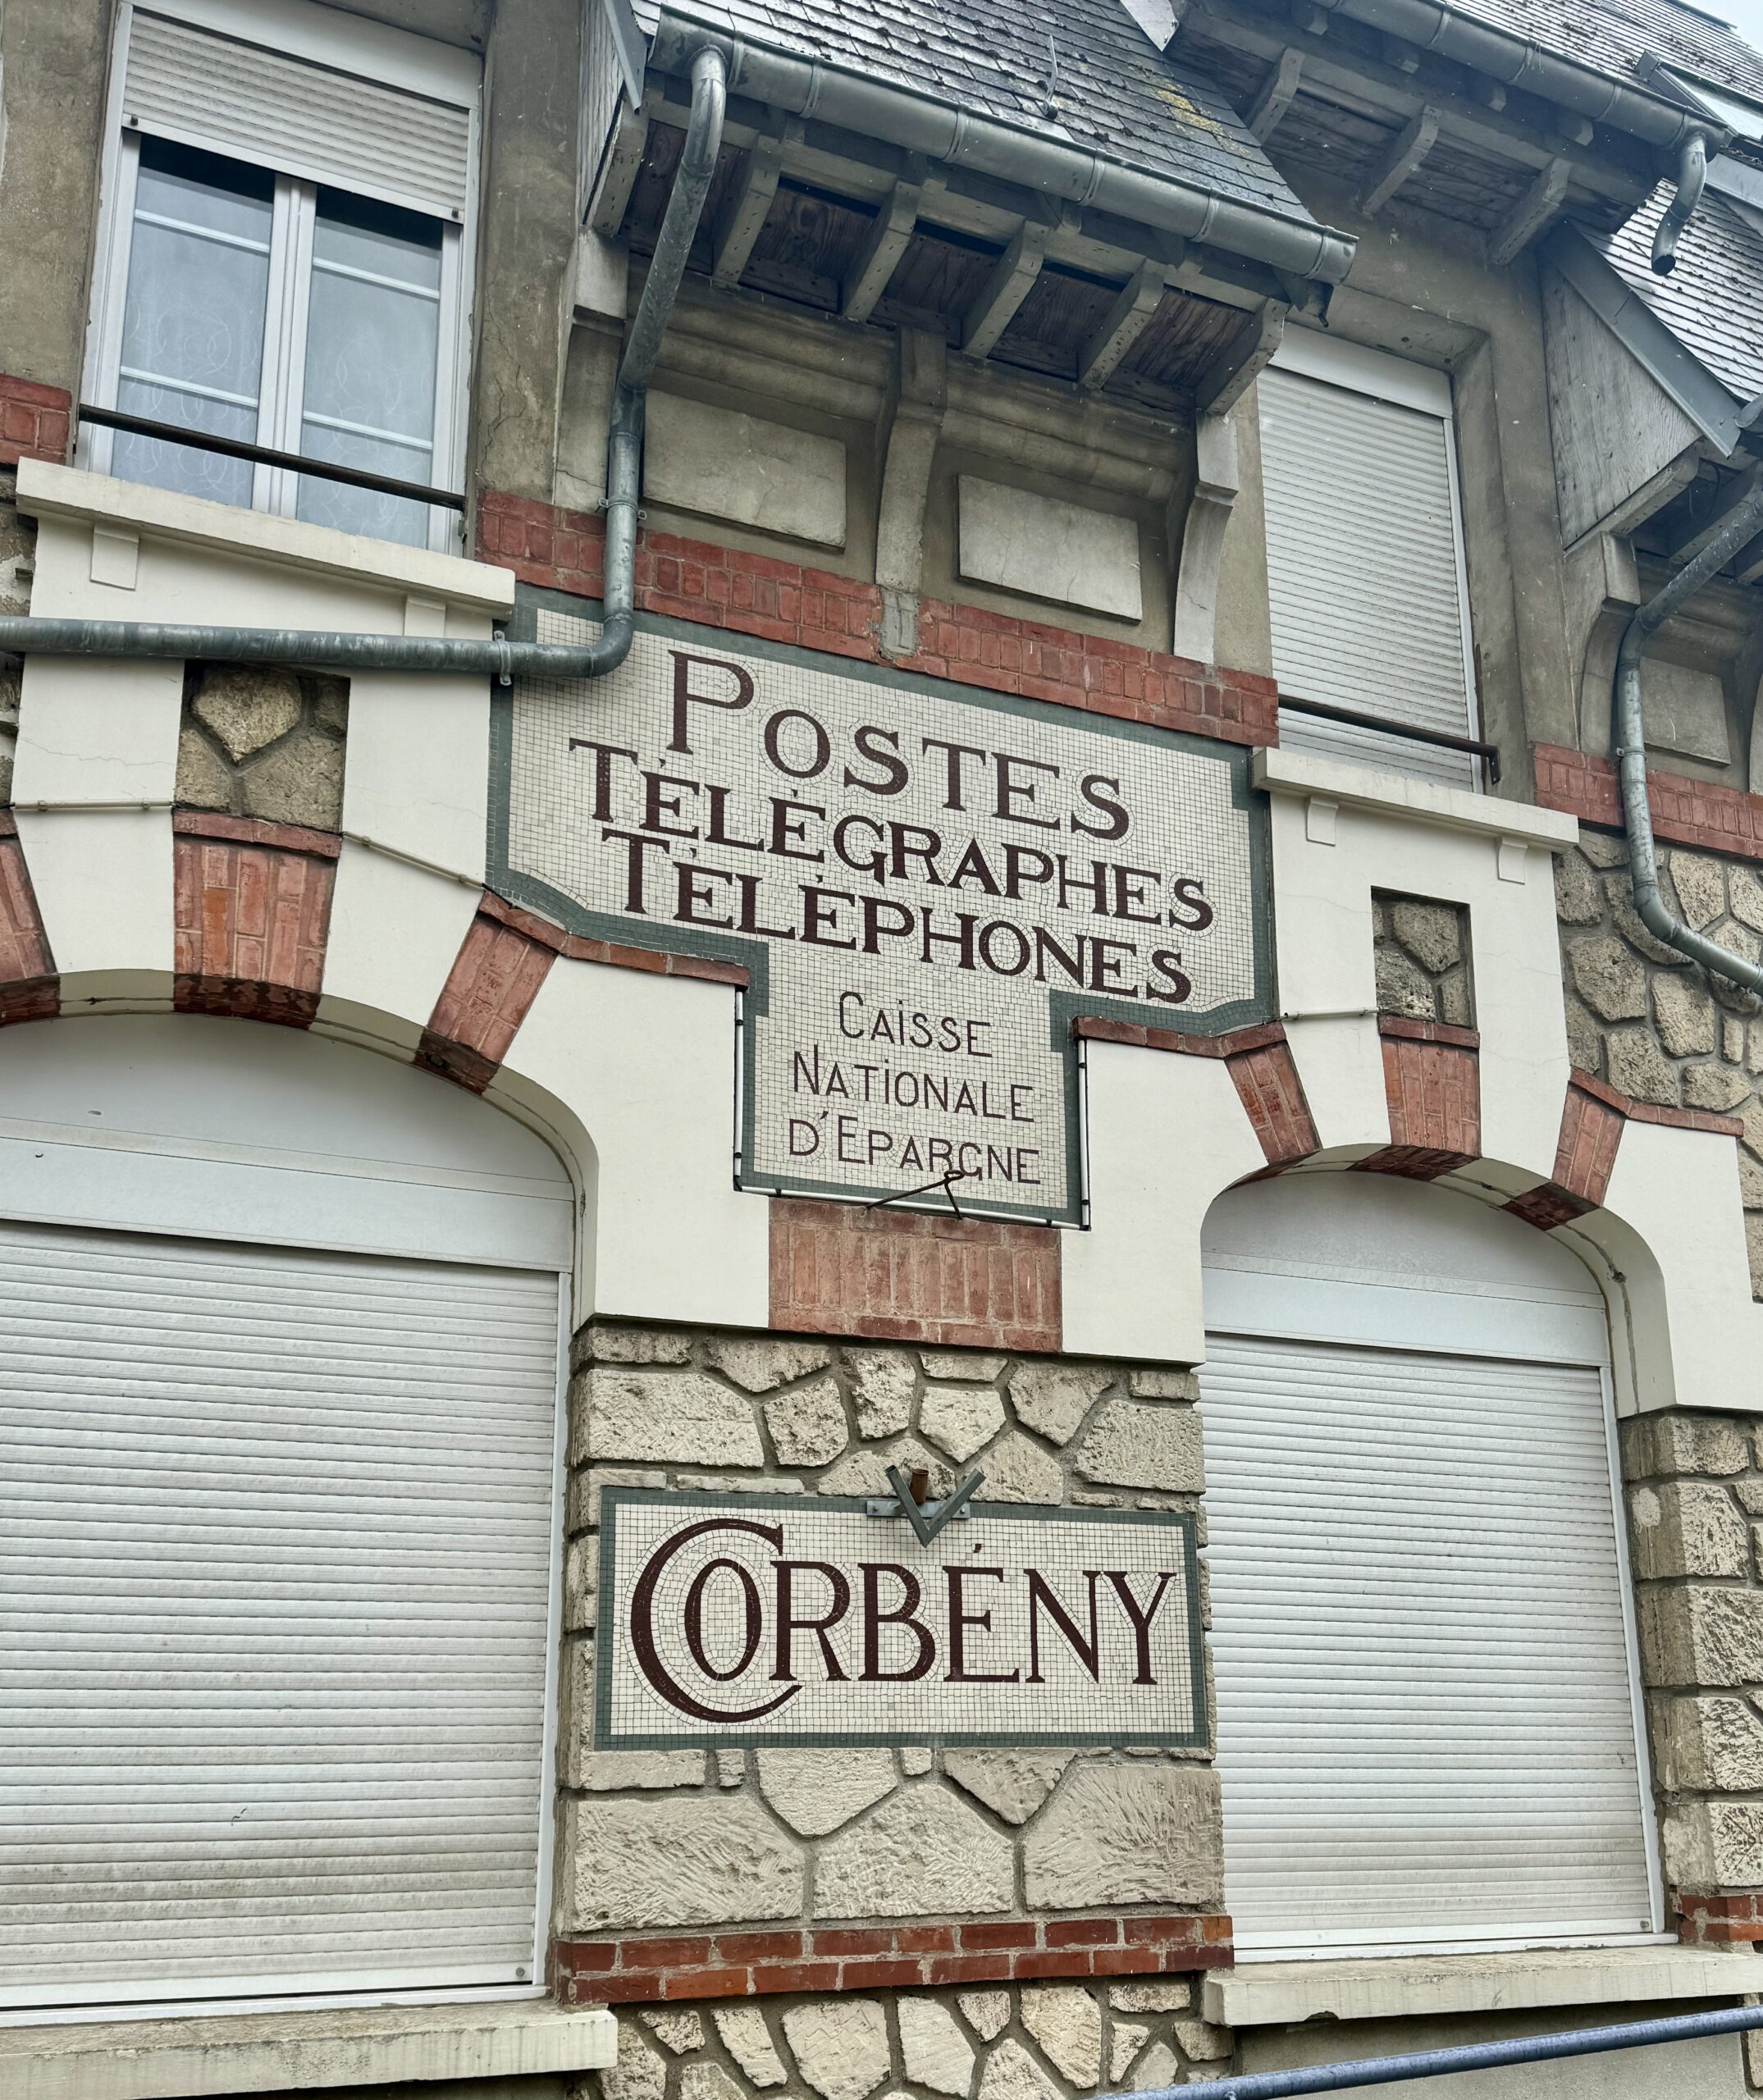 POSTES
TÉLÉGRAPHES
TÉLÉPHONES
CAiSSE
NATiONALE
D'EPARGNE
CORBÉNY